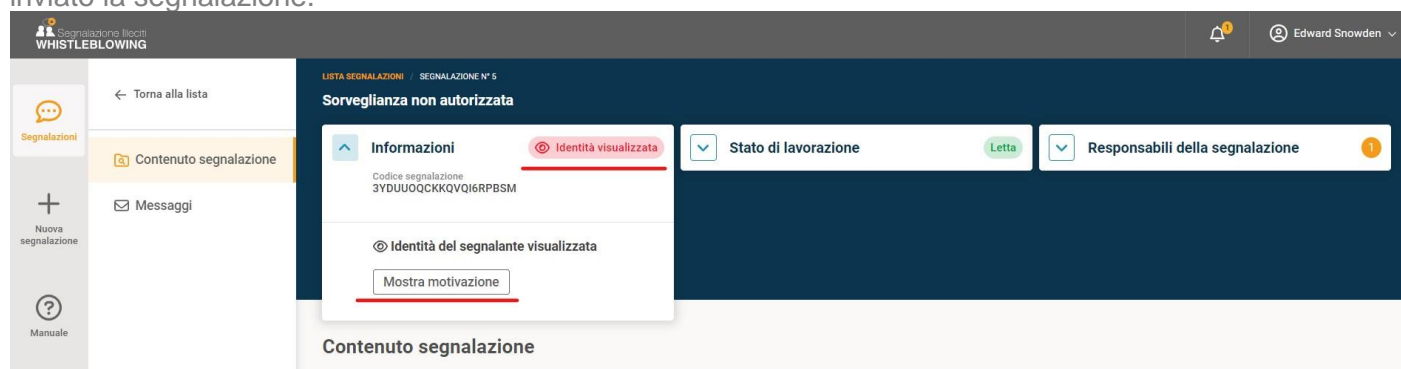 inviato la segnalazione.
Segnalazione Illeciti
WHISTLEBLOWING
1
Edward Snowden
Segnalazioni
Nuova
segnalazione
Manuale
← Torna alla lista
Contenuto segnalazione
Messaggi
LISTA SEGNALAZIONI / SEGNALAZIONE N° 5
Sorveglianza non autorizzata
Informazioni
Identità visualizzata
Codice segnalazione
3YDUUOQCKKQVQI6RPBSM
Identità del segnalante visualizzata
Mostra motivazione
Stato di lavorazione
Letta
Responsabili della segnalazione
1
Contenuto segnalazione